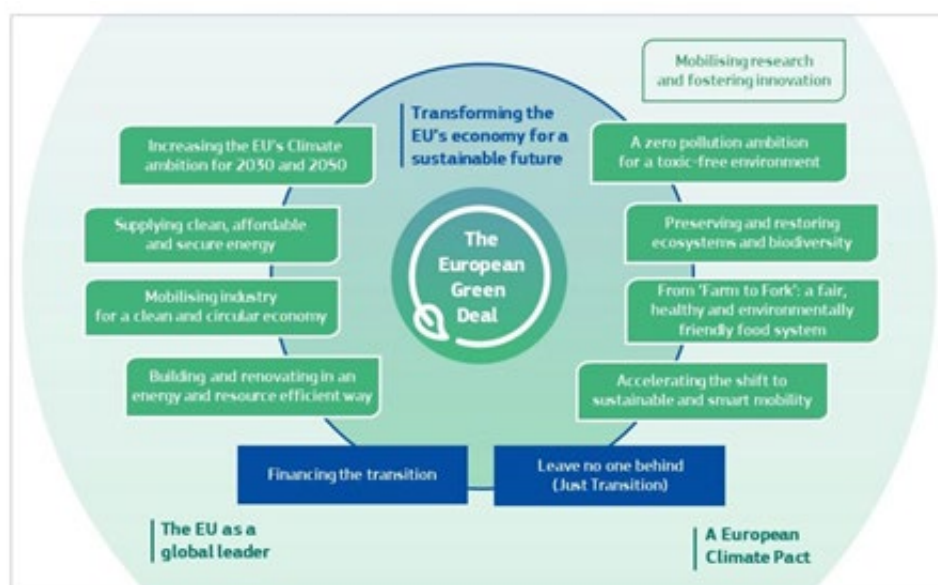 Mobilising research
and fostering innovation
Transforming the
EU's economy for a
sustainable future
Increasing the EU's Climate
ambition for 2030 and 2050
A zero pollution ambition
for a toxic-free environment
Supplying clean, affordable
and secure energy
Preserving and restoring
ecosystems and biodiversity
The
European
Green
Deal
Mobilising industry
for a clean and circular economy
From 'Farm to Fork': a fair,
healthy and environmentally
friendly food system
Building and renovating in an
energy and resource efficient way
Accelerating the shift to
sustainable and smart mobility
Financing the transition
Leave no one behind
(Just Transition)
The EU as a
global leader
A European
Climate Pact